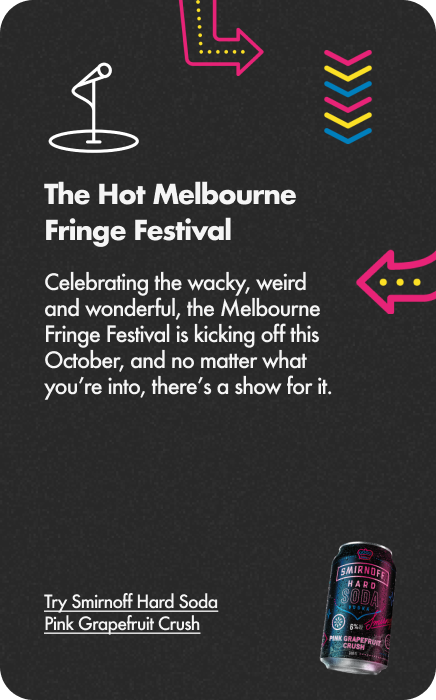 The Hot Melbourne
Fringe Festival
Celebrating the wacky, weird
and wonderful, the Melbourne
Fringe Festival is kicking off this
October, and no matter what
you're into, there's a show for it.
Try Smirnoff Hard Soda
Pink Grapefruit Crush
SMIRNOFF
HARD
SODA
VODKA
PINK GRAPEFRUIT
CRUSH